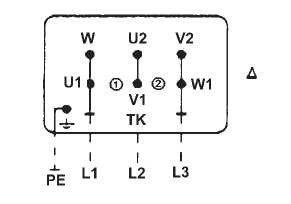 W U2 V2
U1 ① ② W1
V1
TK
PE L1 L2 L3
Δ